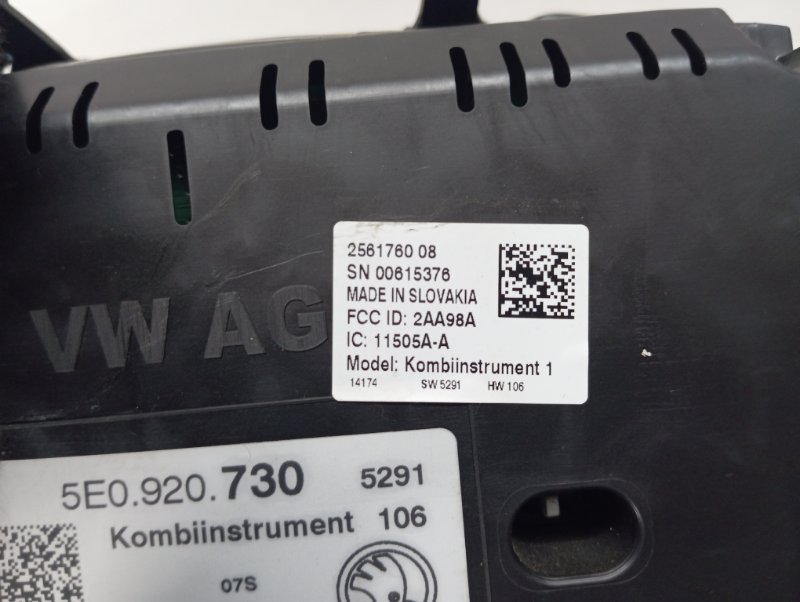 2561760 08
SN 00615376
MADE IN SLOVAKIA
FCC ID: 2AA98A
IC: 11505A-A
Model: Kombiinstrument 1
14174 SW 5291 HW 106
VW AG
5E0.920.730 5291
Kombiinstrument 106
07S